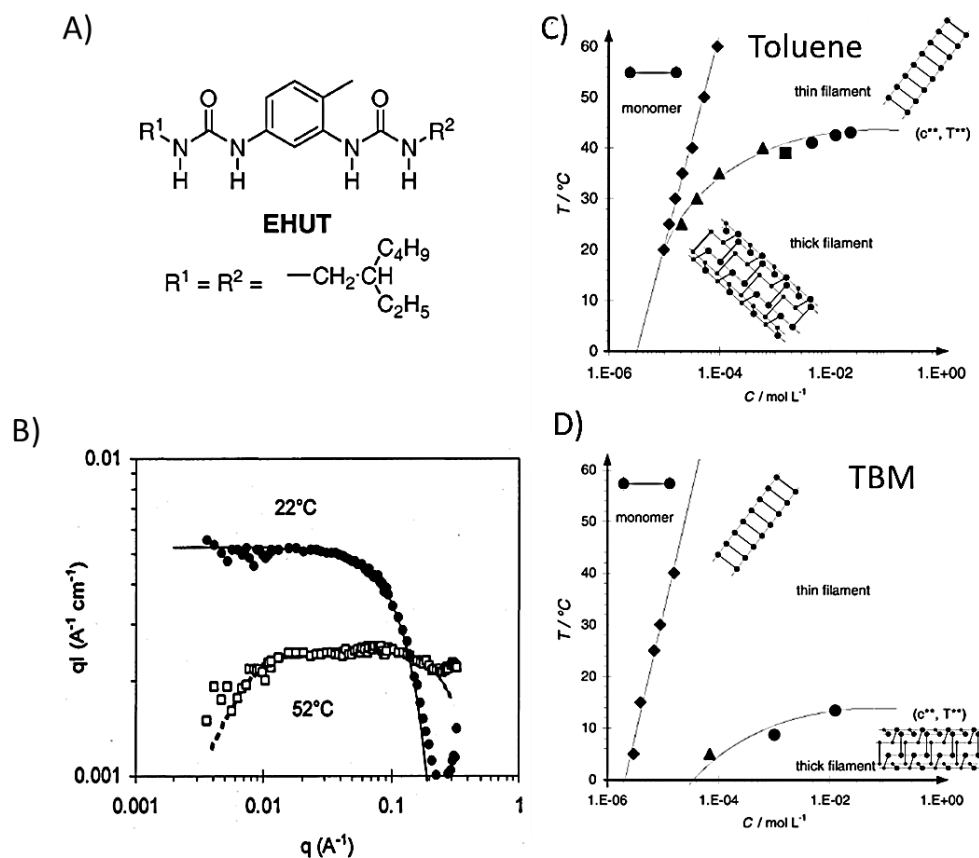 A)
O
O
R¹
N
N
N
N
R²
H
H
H
H
EHUT
R¹ = R² =
C₄H₉
CH₂·CH
C₂H₅
B)
0.01
22°C
qI (A⁻¹ cm⁻¹)
52°C
0.001
0.001
0.01
0.1
1
q (A⁻¹)
C)
Toluene
60
monomer
thin filament
50
40
(c**, T**)
T / °C
30
20
thick filament
10
0
1.E-06
1.E-04
1.E-02
1.E+00
C / mol L⁻¹
D)
TBM
60
monomer
50
40
thin filament
T / °C
30
20
10
(c**, T**)
thick filament
0
1.E-06
1.E-04
1.E-02
1.E+00
C / mol L⁻¹